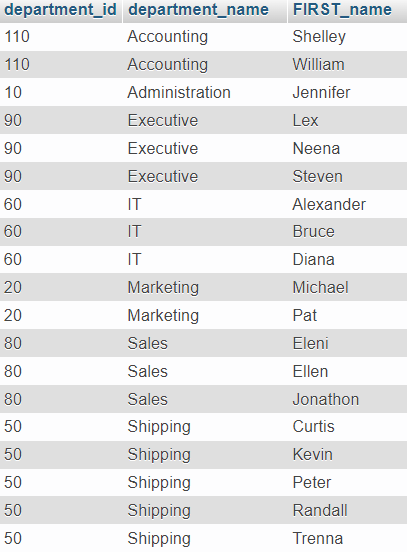 department_id department_name FIRST_name
110 Accounting Shelley
110 Accounting William
10 Administration Jennifer
90 Executive Lex
90 Executive Neena
90 Executive Steven
60 IT Alexander
60 IT Bruce
60 IT Diana
20 Marketing Michael
20 Marketing Pat
80 Sales Eleni
80 Sales Ellen
80 Sales Jonathon
50 Shipping Curtis
50 Shipping Kevin
50 Shipping Peter
50 Shipping Randall
50 Shipping Trenna